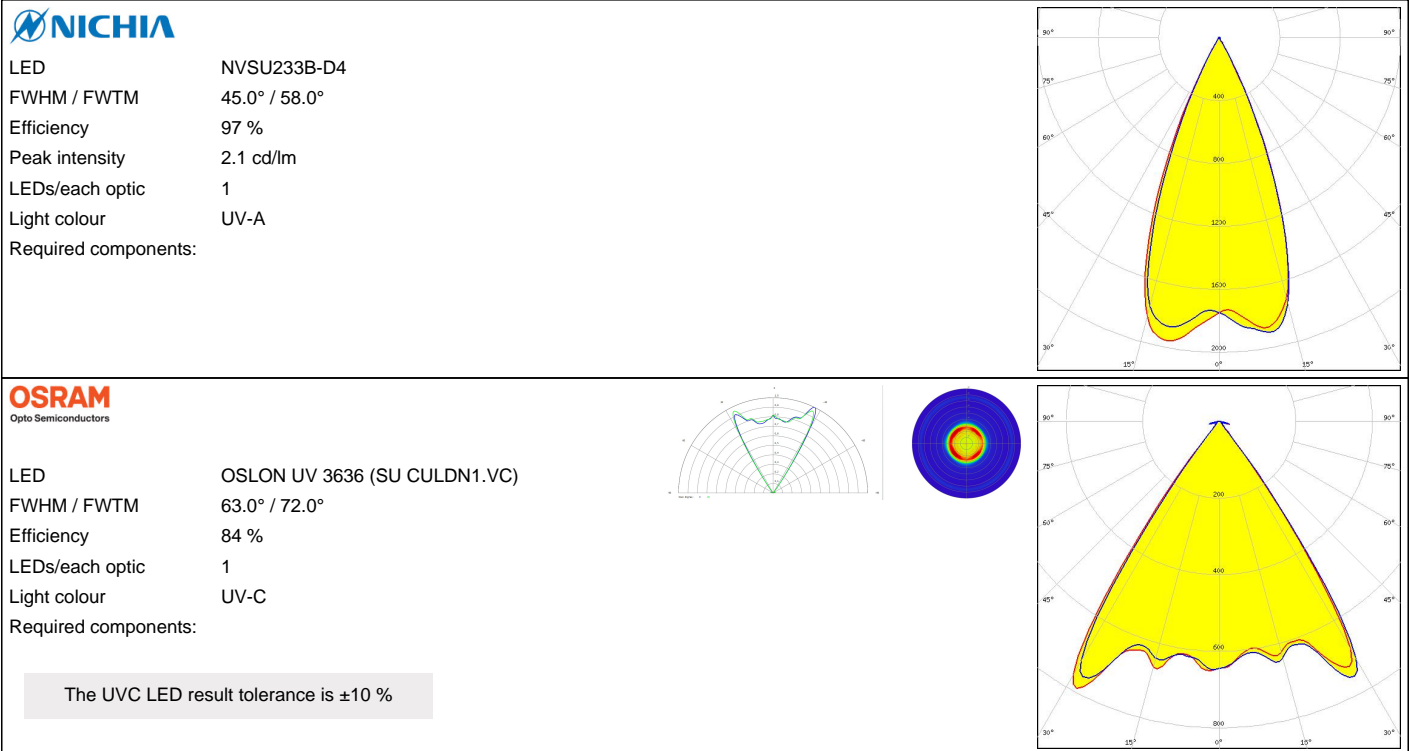 NICHIA
LED NVSU233B-D4
FWHM / FWTM 45.0° / 58.0°
Efficiency 97 %
Peak intensity 2.1 cd/lm
LEDs/each optic 1
Light colour UV-A
Required components:
90° 90°
75° 75°
60° 60°
45° 45°
30° 30°
15° 0° 15°
400
800
1200
1600
2000
OSRAM
Opto Semiconductors
LED OSLON UV 3636 (SU CULDN1.VC)
FWHM / FWTM 63.0° / 72.0°
Efficiency 84 %
LEDs/each optic 1
Light colour UV-C
Required components:
The UVC LED result tolerance is ±10 %
90° 90°
75° 75°
60° 60°
45° 45°
30° 30°
15° 0° 15°
200
400
600
800